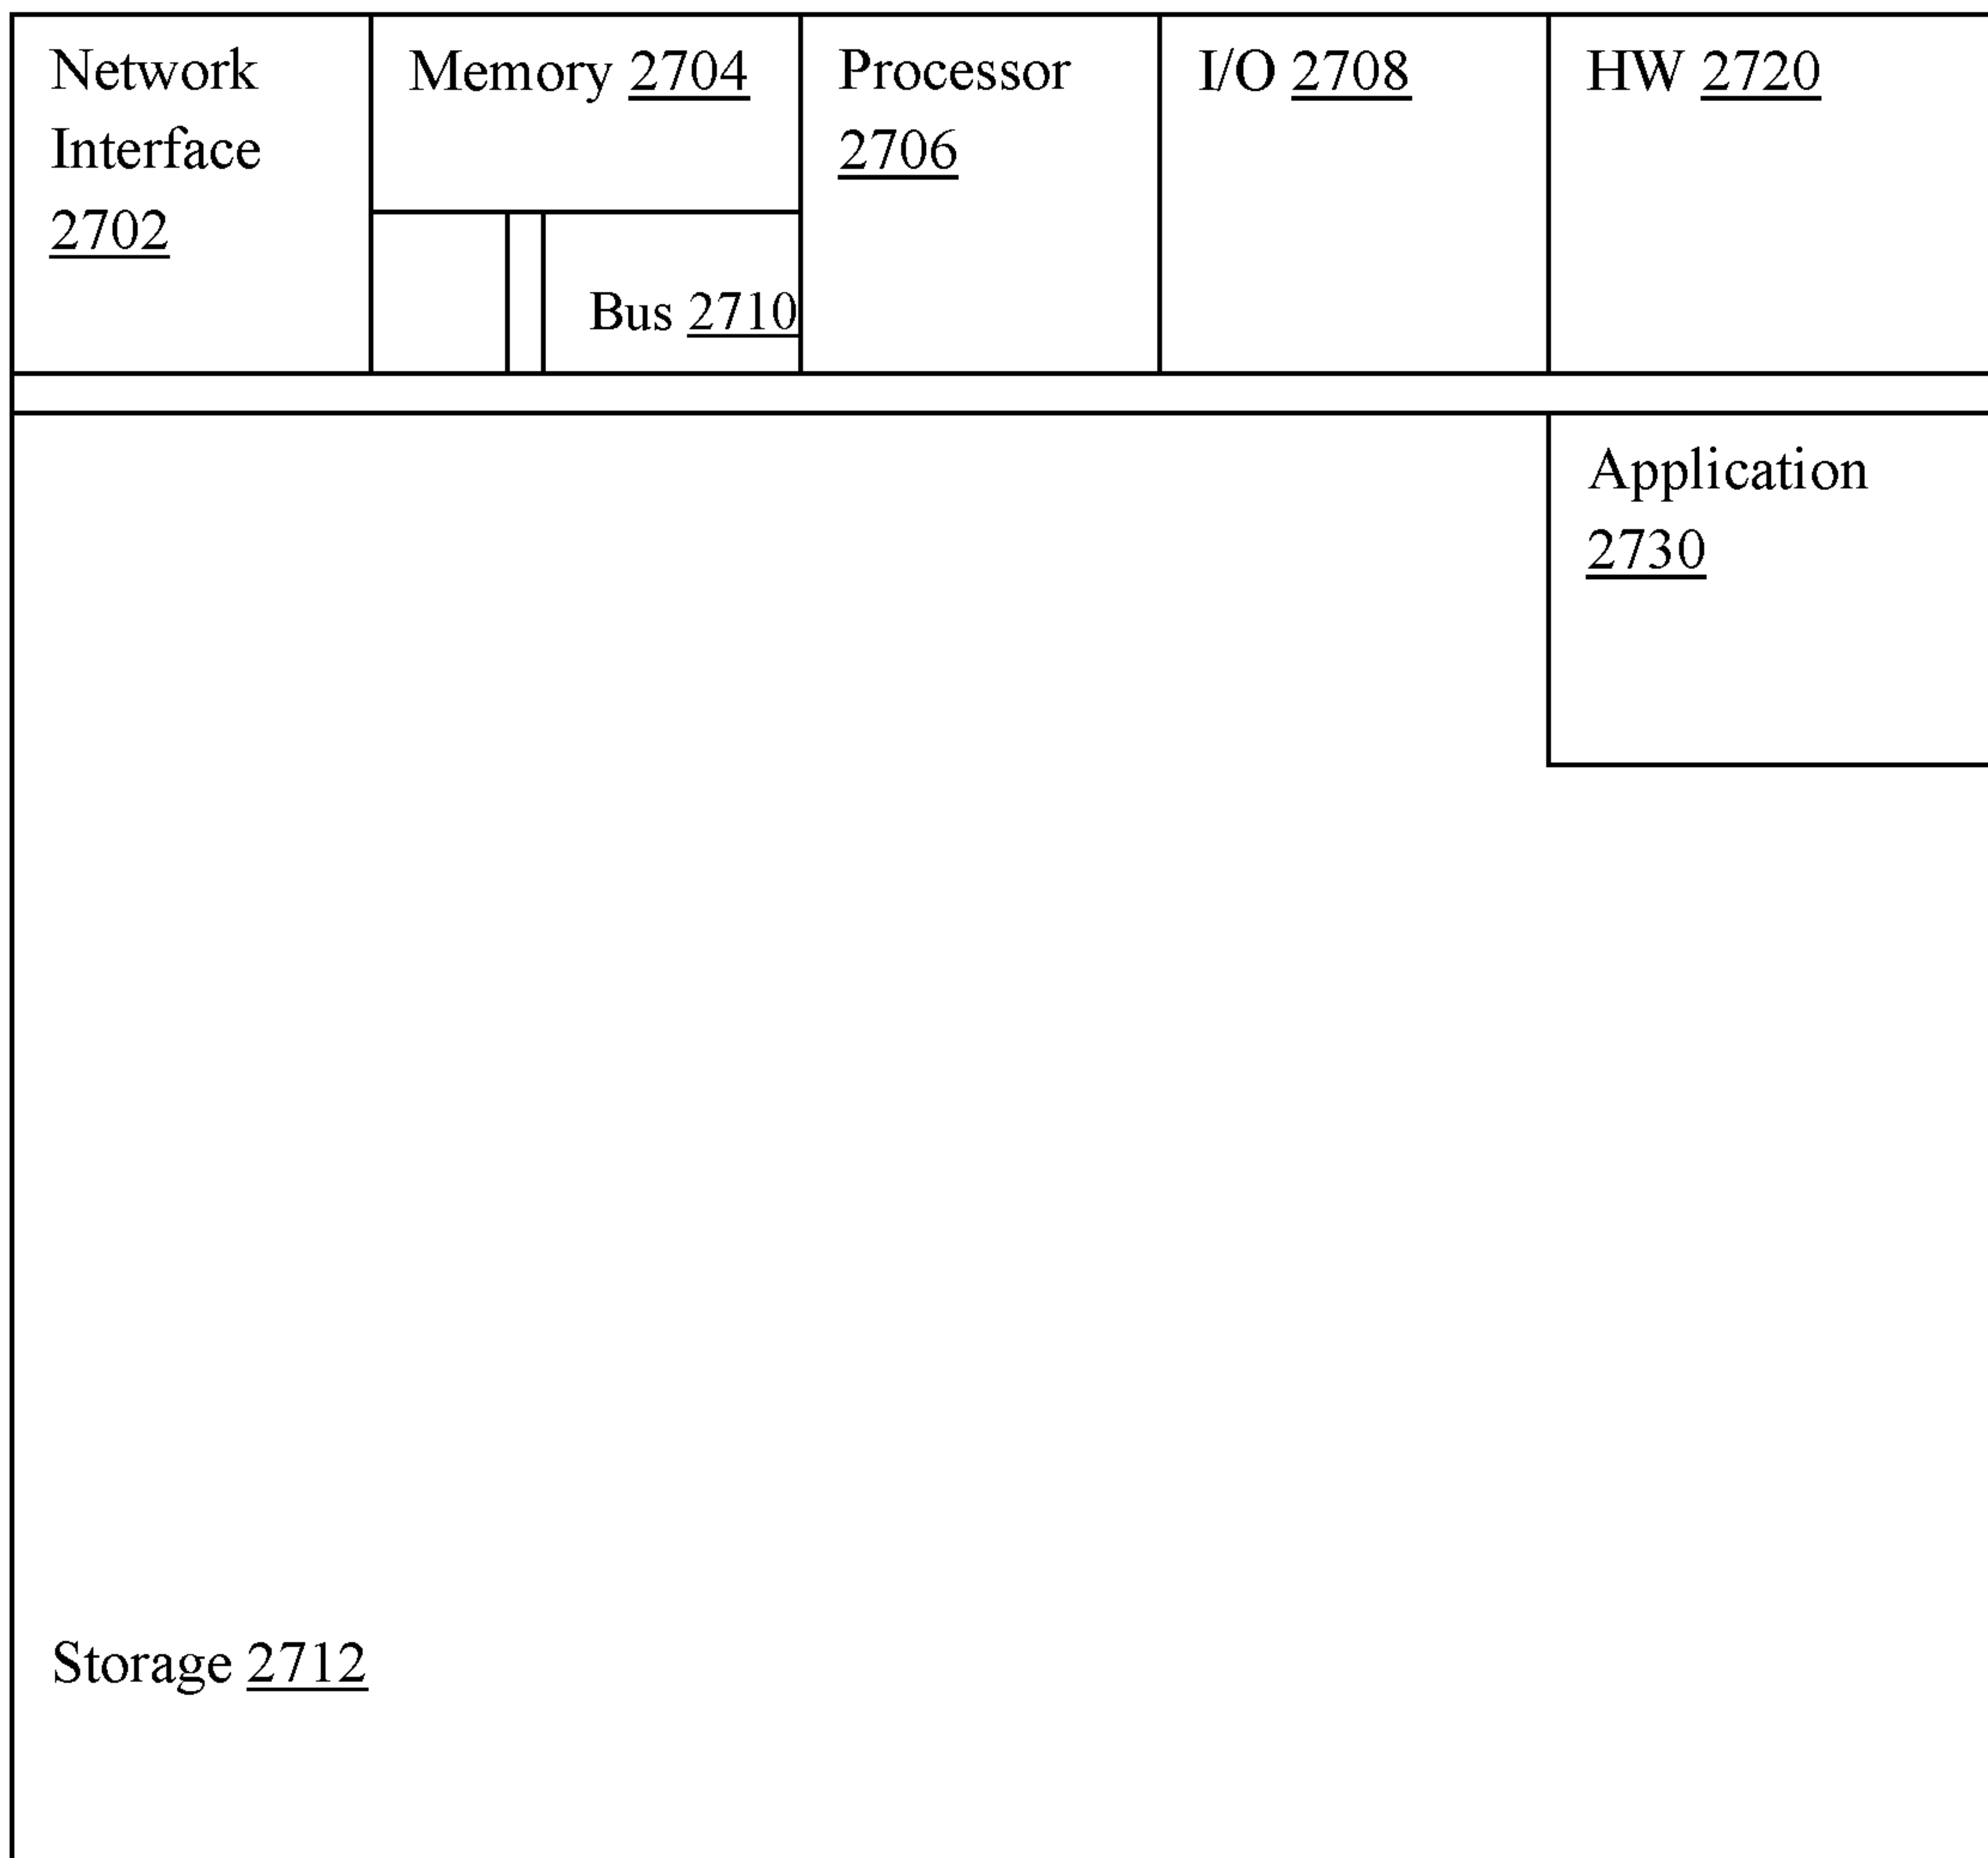 Network
Interface
2702
Memory 2704
Bus 2710
Processor
2706
I/O 2708
HW 2720
Application
2730
Storage 2712